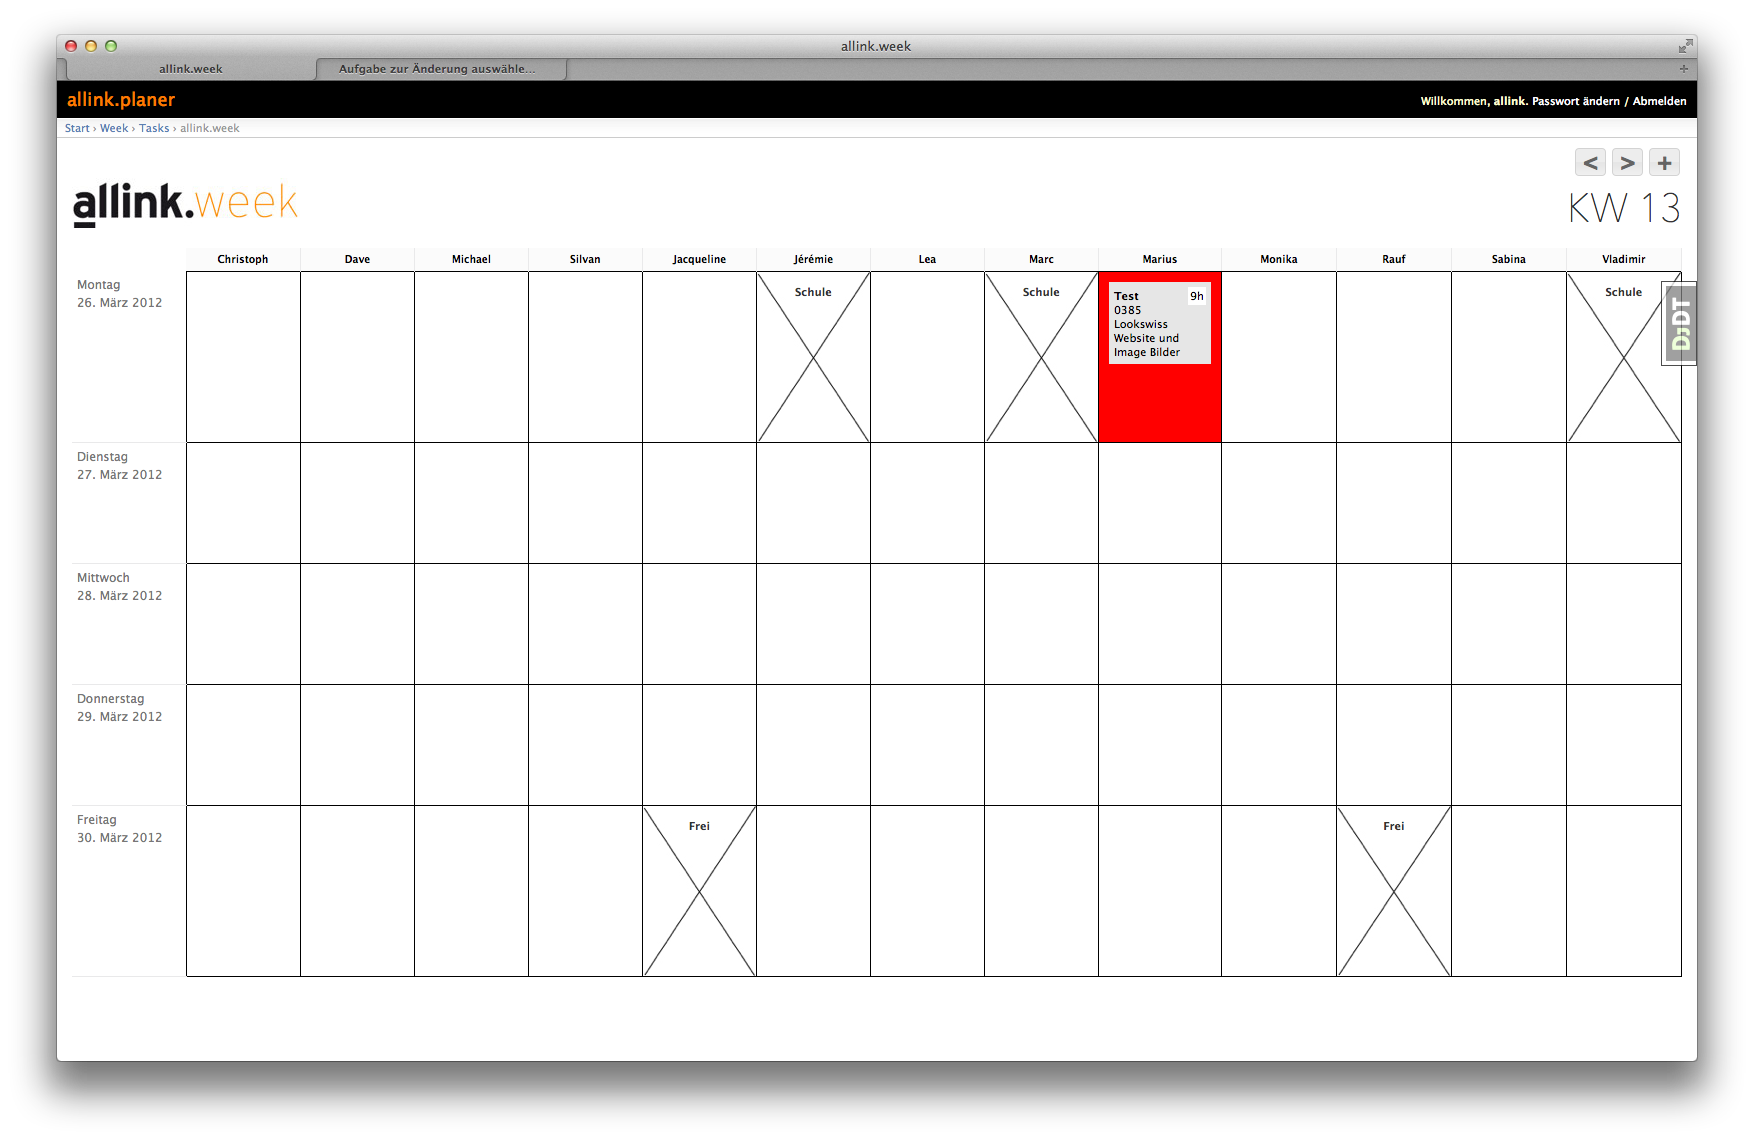 allink.week
allink.week
Aufgabe zur Änderung auswähle...
allink.planer
Willkommen, allink. Passwort ändern / Abmelden
Start › Week › Tasks › allink.week
< > +
allink.week
KW 13
Christoph Dave Michael Silvan Jacqueline Jérémie Lea Marc Marius Monika Rauf Sabina Vladimir
Montag
26. März 2012
Schule
Schule
Test 9h
0385
Lookswiss
Website und
Image Bilder
Schule
DjDT
Dienstag
27. März 2012
Mittwoch
28. März 2012
Donnerstag
29. März 2012
Freitag
30. März 2012
Frei
Frei